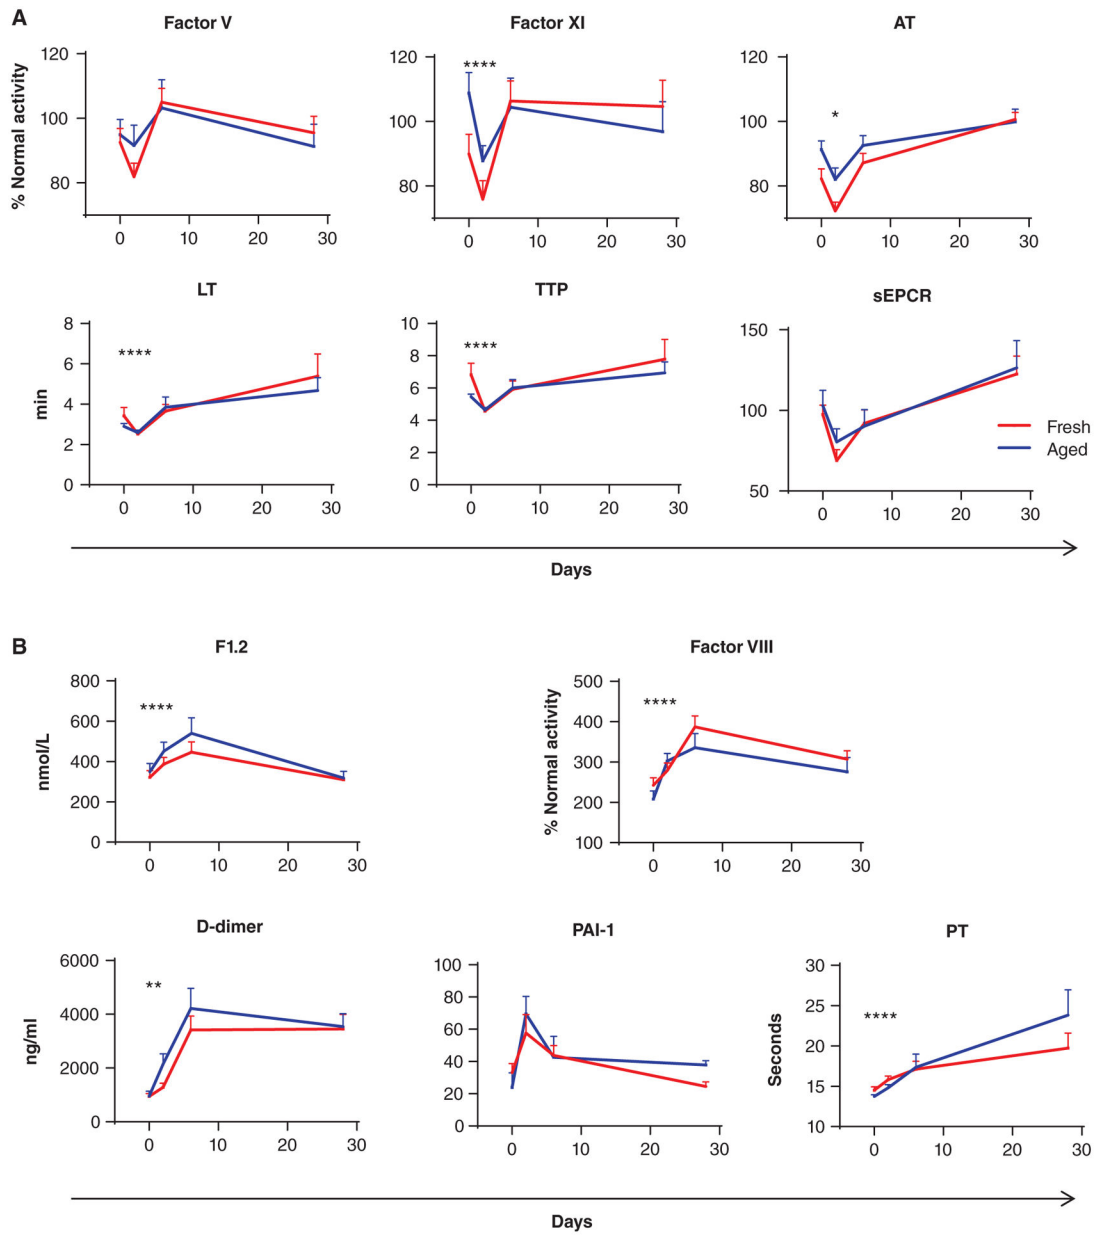 A
Factor V
Factor XI
AT
% Normal activity
120
100
80
0 10 20 30
****
120
100
80
0 10 20 30
*
120
100
80
0 10 20 30
LT
TTP
sEPCR
min
****
8
6
4
2
0
0 10 20 30
****
10
8
6
4
2
0
0 10 20 30
150
100
50
0 10 20 30
Fresh
Aged
Days
B
F1.2
Factor VIII
nmol/L
****
800
600
400
200
0
0 10 20 30
% Normal activity
****
500
400
300
200
100
0 10 20 30
D-dimer
PAI-1
PT
ng/ml
**
6000
4000
2000
0
0 10 20 30
100
80
60
40
20
0
0 10 20 30
Seconds
****
30
25
20
15
10
0 10 20 30
Days